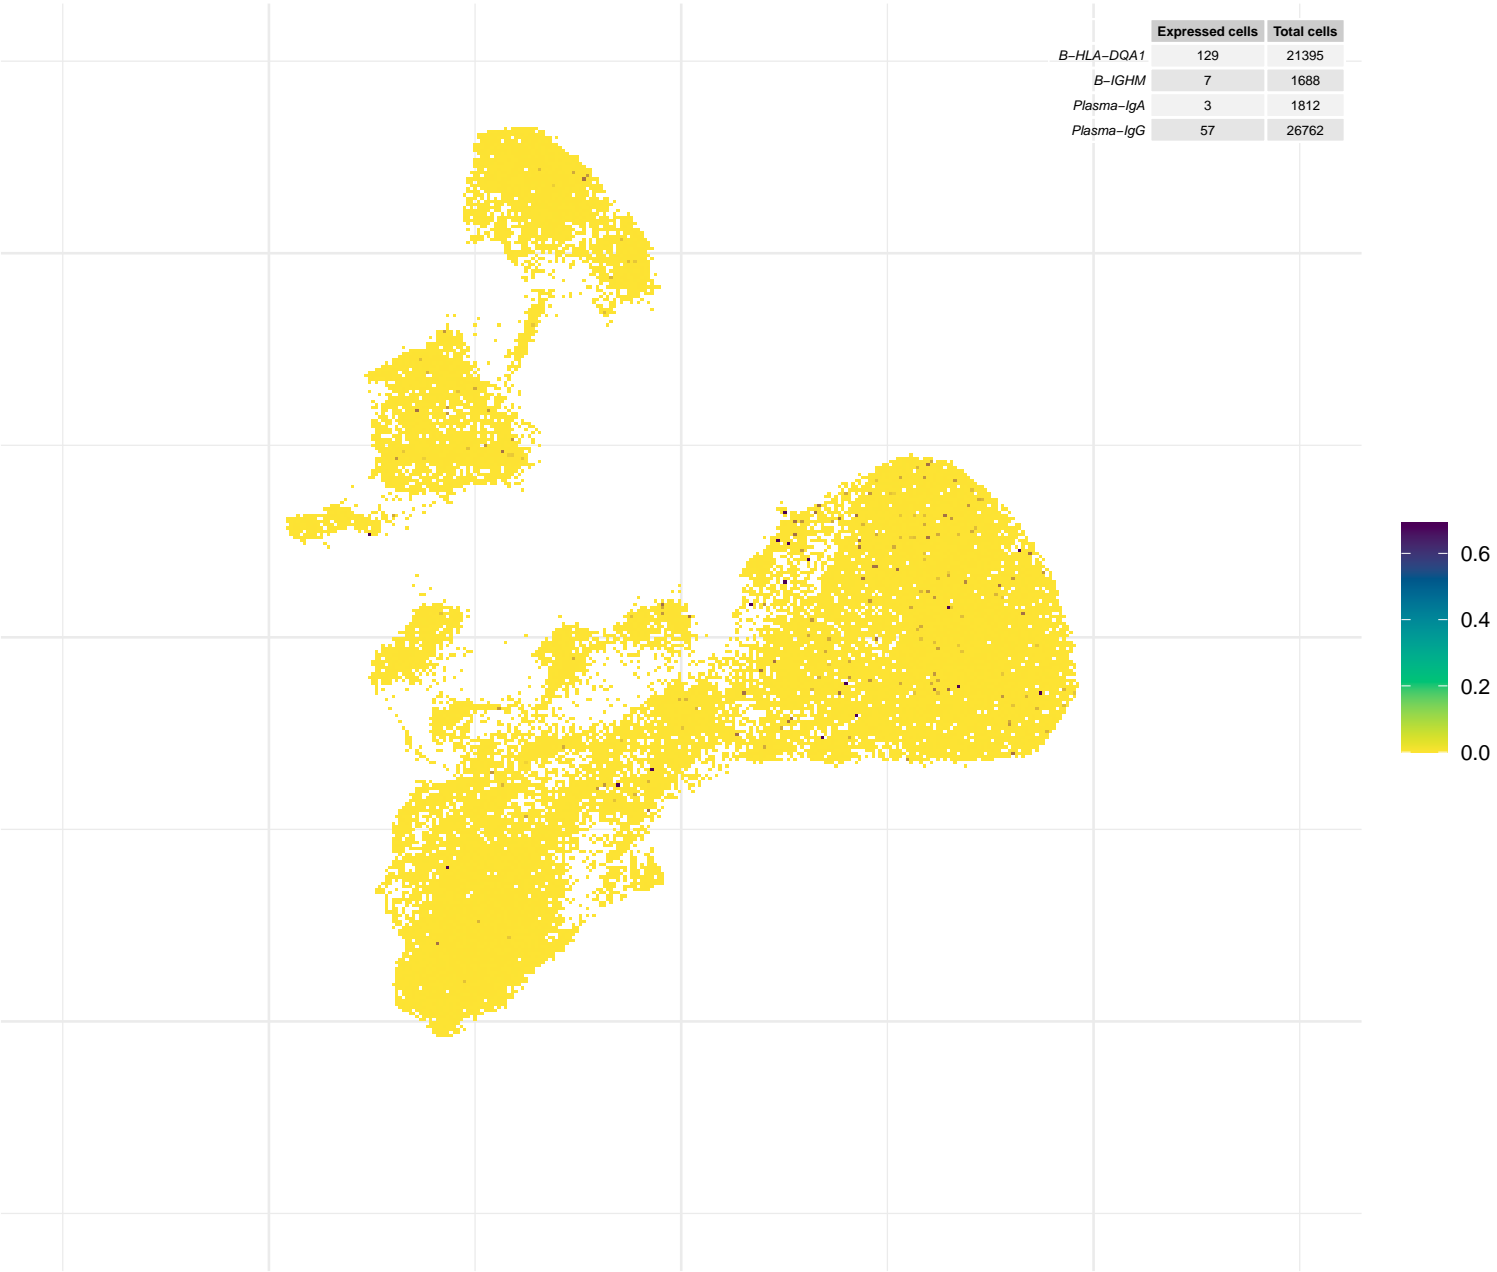 Expressed cells Total cells
B−HLA−DQA1 129 21395
B−IGHM 7 1688
Plasma−IgA 3 1812
Plasma−IgG 57 26762
0.6
0.4
0.2
0.0